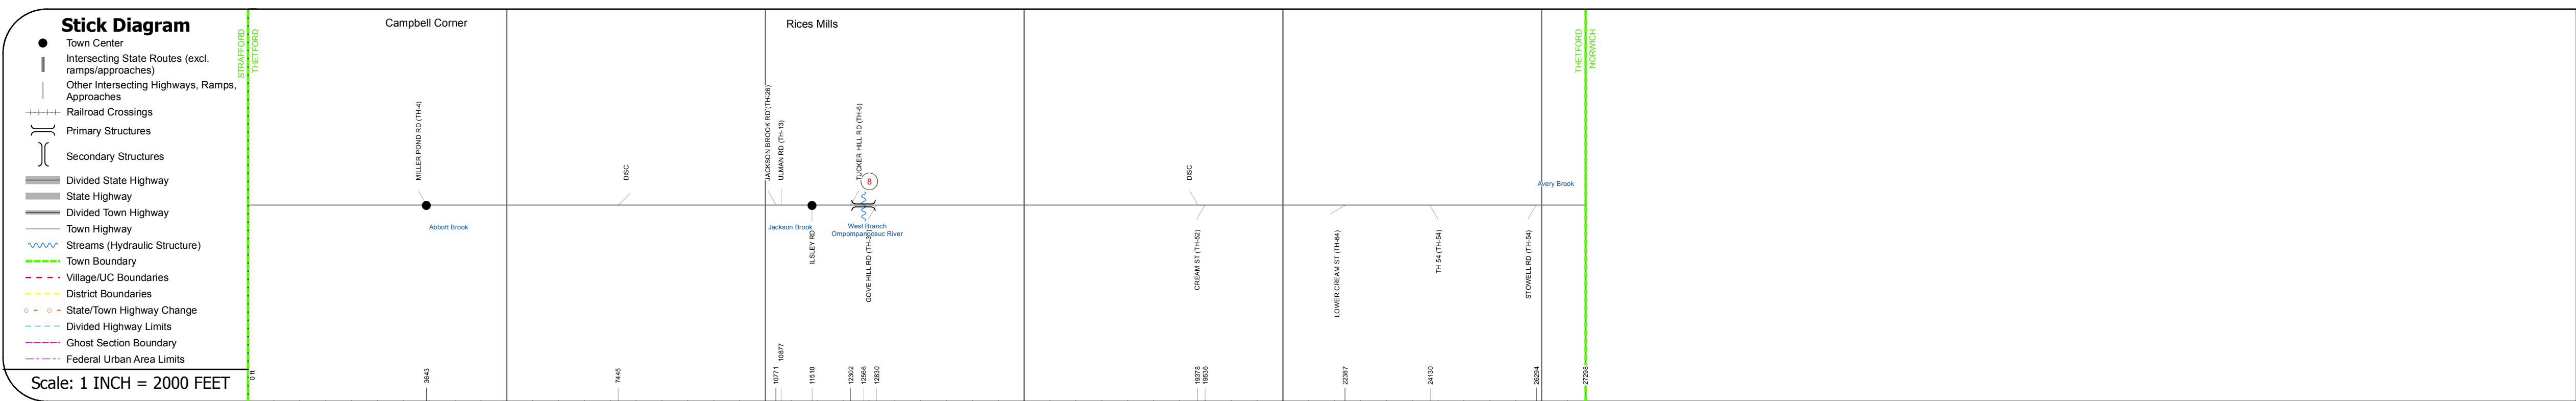 Stick Diagram
Town Center
Intersecting State Routes (excl.
ramps/approaches)
Other Intersecting Highways, Ramps,
Approaches
Railroad Crossings
Primary Structures
Secondary Structures
Divided State Highway
State Highway
Divided Town Highway
Town Highway
Streams (Hydraulic Structure)
Town Boundary
Village/UC Boundaries
District Boundaries
State/Town Highway Change
Divided Highway Limits
Ghost Section Boundary
Federal Urban Area Limits
Scale: 1 INCH = 2000 FEET
STRAFFORD
THETFORD
Campbell Corner
Rices Mills
THETFORD
NORWICH
MILLER POND RD (TH-4)
DISC
JACKSON BROOK RD (TH-26)
ULMAN RD (TH-13)
TUCKER HILL RD (TH-6)
8
DISC
Avery Brook
Abbott Brook
Jackson Brook
West Branch
Ompompanoosuc River
ILSLEY RD
GOVE HILL RD (TH-3)
CREAM ST (TH-52)
LOWER CREAM ST (TH-64)
TH 54 (TH-54)
STOWELL RD (TH-54)
0 ft
3643
7445
10771
10877
11510
12302
12566
12830
19378
19536
22387
24130
26294
27298